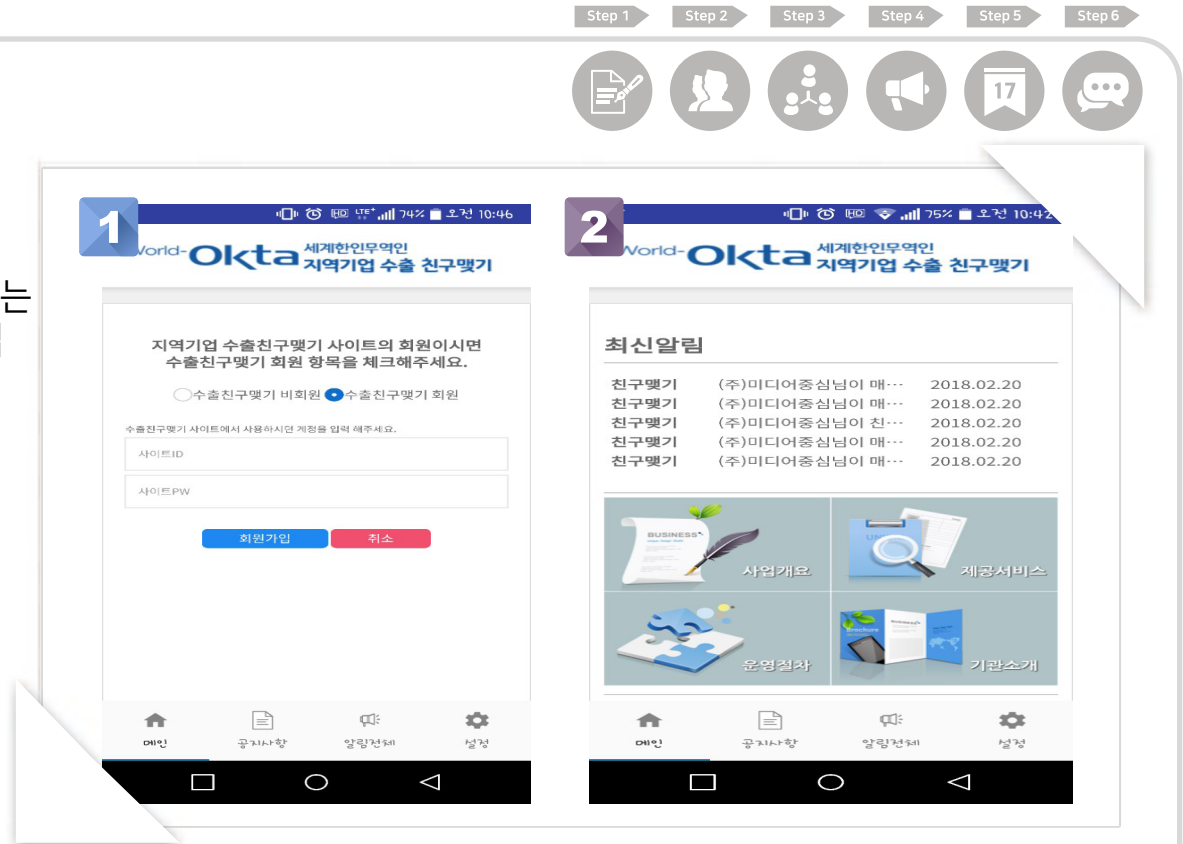 Step 1 Step 2 Step 3 Step 4 Step 5 Step 6
17
는
1
LTE+ 74% 오전 10:46
World-Okta 세계한인무역인
지역기업 수출 친구맺기
지역기업 수출친구맺기 사이트의 회원이시면
수출친구맺기 회원 항목을 체크해주세요.
수출친구맺기 비회원 수출친구맺기 회원
수출친구맺기 사이트에서 사용하시던 계정을 입력 해주세요.
사이트ID
사이트PW
회원가입 취소
메인 공지사항 알림전체 설정
2
75% 오전 10:42
World-Okta 세계한인무역인
지역기업 수출 친구맺기
최신알림
친구맺기 (주)미디어중심님이 매… 2018.02.20
친구맺기 (주)미디어중심님이 매… 2018.02.20
친구맺기 (주)미디어중심님이 친… 2018.02.20
친구맺기 (주)미디어중심님이 매… 2018.02.20
친구맺기 (주)미디어중심님이 매… 2018.02.20
BUSINESS
사업개요
제공서비스
운영절차
Brochure
기관소개
메인 공지사항 알림전체 설정